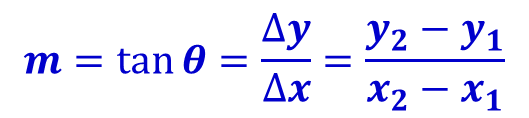 m = tan θ = Δy/Δx = (y₂ − y₁)/(x₂ − x₁)